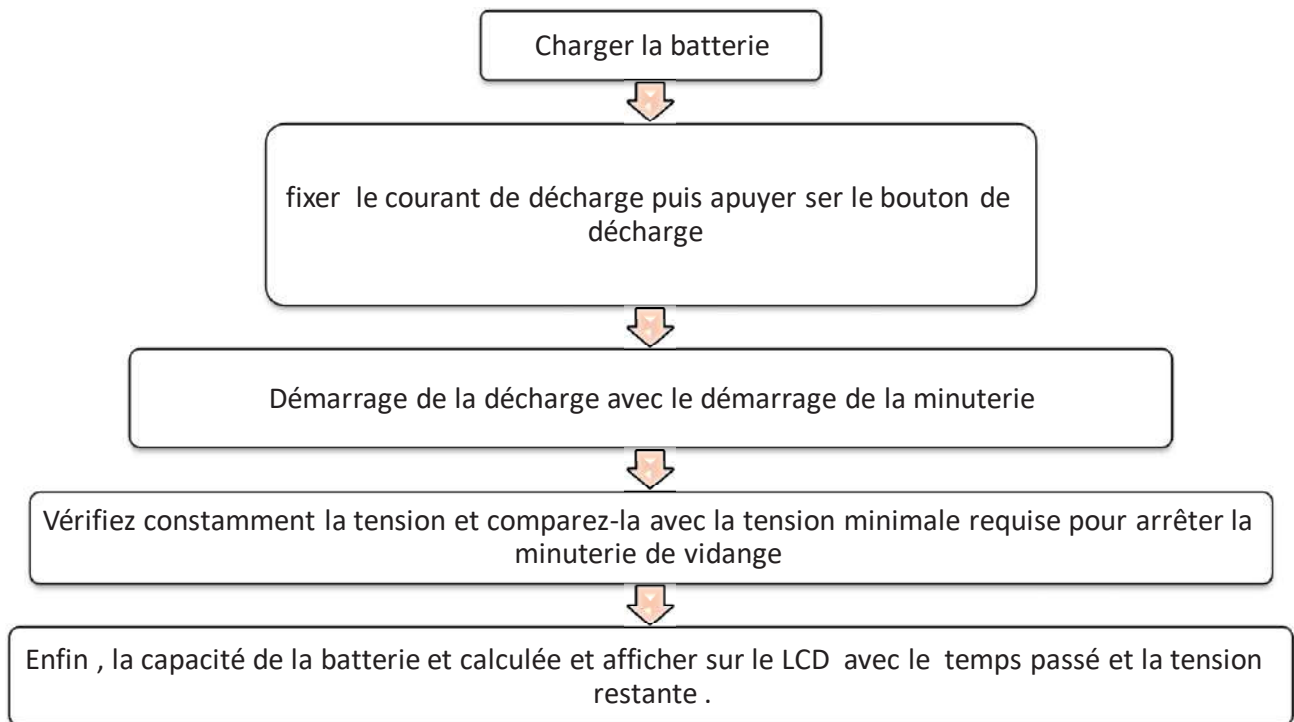 Charger la batterie
fixer le courant de décharge puis apuyer ser le bouton de
décharge
Démarrage de la décharge avec le démarrage de la minuterie
Vérifiez constamment la tension et comparez-la avec la tension minimale requise pour arrêter la
minuterie de vidange
Enfin , la capacité de la batterie et calculée et afficher sur le LCD avec le temps passé et la tension
restante .